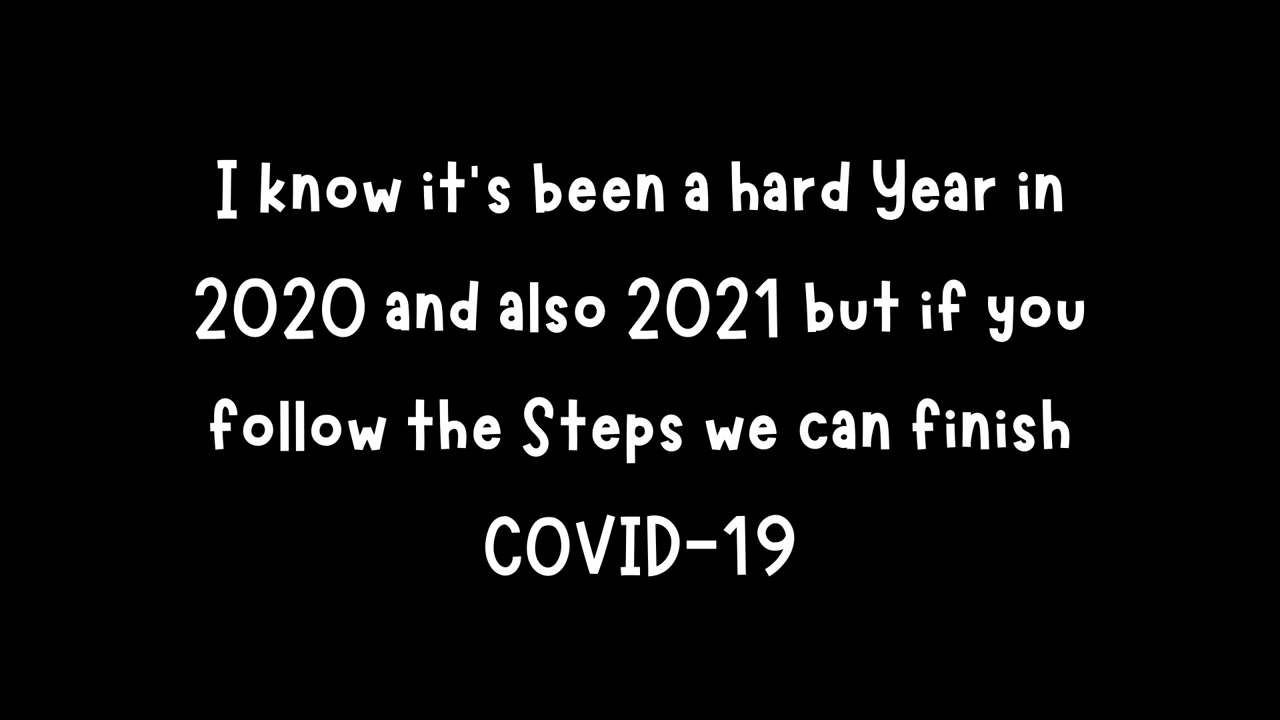 I know it's been a hard Year in
2020 and also 2021 but if you
follow the Steps we can finish
COVID-19